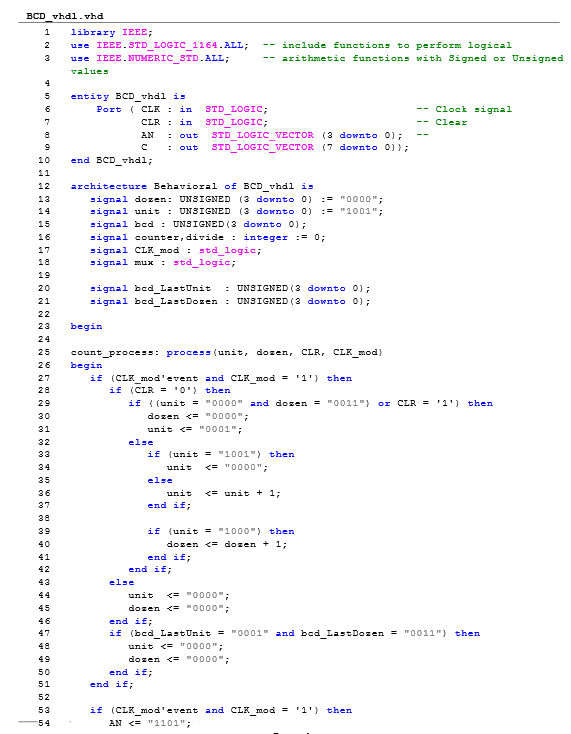 BCD_vhdl.vhd
1 library IEEE;
2 use IEEE.STD_LOGIC_1164.ALL; -- include functions to perform logical
3 use IEEE.NUMERIC_STD.ALL; -- arithmetic functions with Signed or Unsigned
values
4
5 entity BCD_vhdl is
6 Port ( CLK : in STD_LOGIC; -- Clock signal
7 CLR : in STD_LOGIC; -- Clear
8 AN : out STD_LOGIC_VECTOR (3 downto 0); --
9 C : out STD_LOGIC_VECTOR (7 downto 0));
10 end BCD_vhdl;
11
12 architecture Behavioral of BCD_vhdl is
13 signal dozen: UNSIGNED (3 downto 0) := "0000";
14 signal unit : UNSIGNED (3 downto 0) := "1001";
15 signal bcd : UNSIGNED(3 downto 0);
16 signal counter,divide : integer := 0;
17 signal CLK_mod : std_logic;
18 signal mux : std_logic;
19
20 signal bcd_LastUnit : UNSIGNED(3 downto 0);
21 signal bcd_LastDozen : UNSIGNED(3 downto 0);
22
23 begin
24
25 count_process: process(unit, dozen, CLR, CLK_mod)
26 begin
27 if (CLK_mod'event and CLK_mod = '1') then
28 if (CLR = '0') then
29 if ((unit = "0000" and dozen = "0011") or CLR = '1') then
30 dozen <= "0000";
31 unit <= "0001";
32 else
33 if (unit = "1001") then
34 unit <= "0000";
35 else
36 unit <= unit + 1;
37 end if;
38
39 if (unit = "1000") then
40 dozen <= dozen + 1;
41 end if;
42 end if;
43 else
44 unit <= "0000";
45 dozen <= "0000";
46 end if;
47 if (bcd_LastUnit = "0001" and bcd_LastDozen = "0011") then
48 unit <= "0000";
49 dozen <= "0000";
50 end if;
51 end if;
52
53 if (CLK_mod'event and CLK_mod = '1') then
54 AN <= "1101";